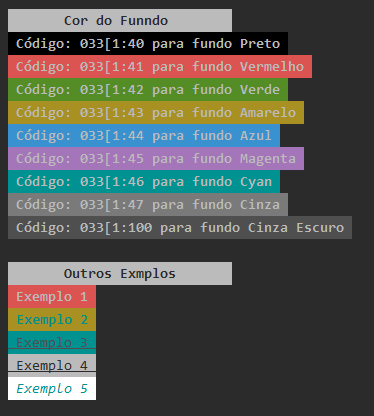 Cor do Funndo
Código: 033[1:40 para fundo Preto
Código: 033[1:41 para fundo Vermelho
Código: 033[1:42 para fundo Verde
Código: 033[1:43 para fundo Amarelo
Código: 033[1:44 para fundo Azul
Código: 033[1:45 para fundo Magenta
Código: 033[1:46 para fundo Cyan
Código: 033[1:47 para fundo Cinza
Código: 033[1:100 para fundo Cinza Escuro
Outros Exmplos
Exemplo 1
Exemplo 2
Exemplo 3
Exemplo 4
Exemplo 5